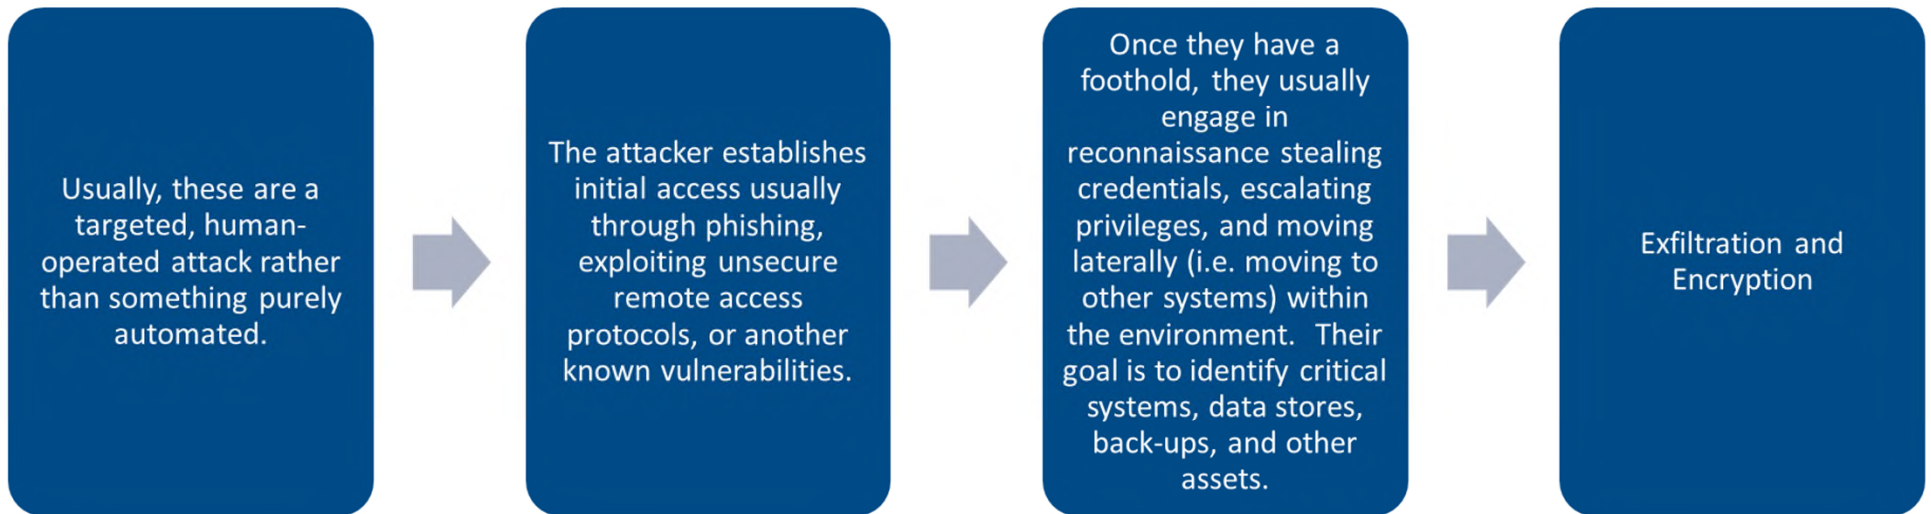 Usually, these are a
targeted, human-
operated attack rather
than something purely
automated.
The attacker establishes
initial access usually
through phishing,
exploiting unsecure
remote access
protocols, or another
known vulnerabilities.
Once they have a
foothold, they usually
engage in
reconnaissance stealing
credentials, escalating
privileges, and moving
laterally (i.e. moving to
other systems) within
the environment.  Their
goal is to identify critical
systems, data stores,
back-ups, and other
assets.
Exfiltration and
Encryption